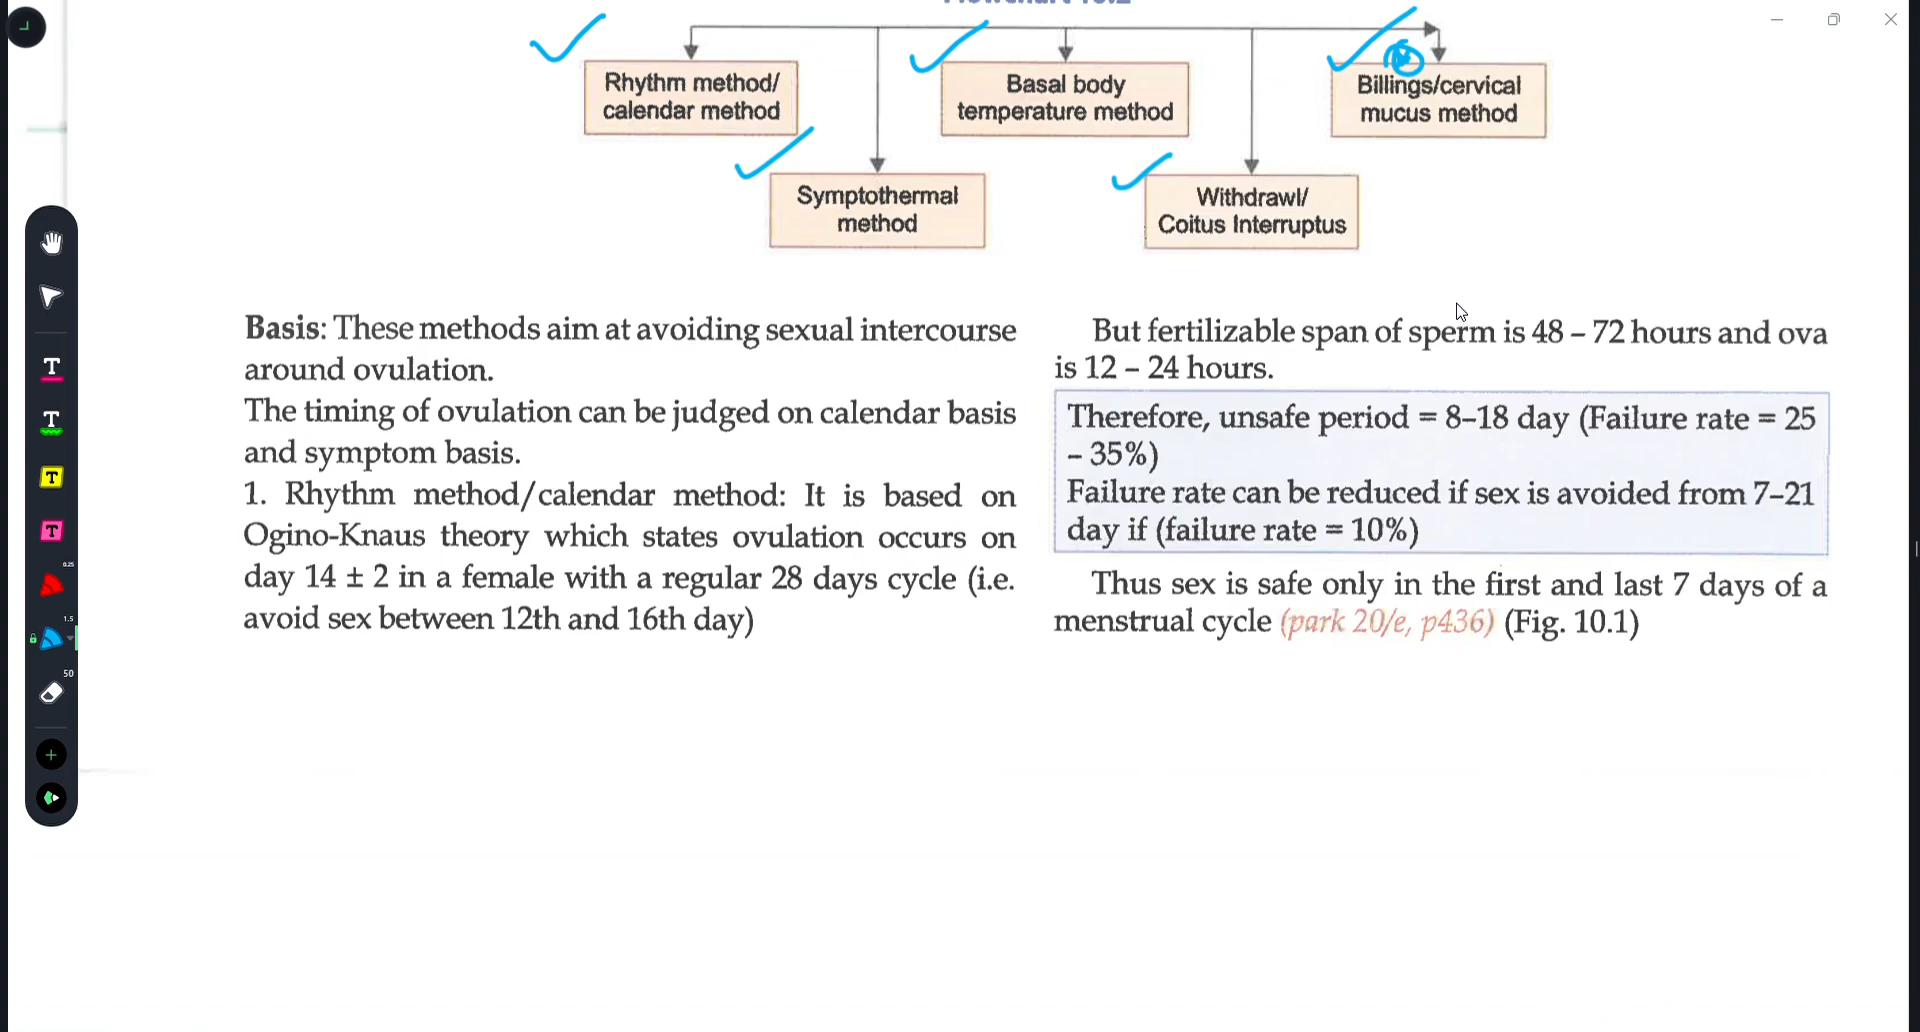 Rhythm method/
calendar method
Basal body
temperature method
Billings/cervical
mucus method
Symptothermal
method
Withdrawl/
Coitus Interruptus
Basis: These methods aim at avoiding sexual intercourse
around ovulation.
The timing of ovulation can be judged on calendar basis
and symptom basis.
1. Rhythm method/calendar method: It is based on
Ogino-Knaus theory which states ovulation occurs on
day 14 ± 2 in a female with a regular 28 days cycle (i.e.
avoid sex between 12th and 16th day)
But fertilizable span of sperm is 48 – 72 hours and ova
is 12 – 24 hours.
Therefore, unsafe period = 8–18 day (Failure rate = 25
– 35%)
Failure rate can be reduced if sex is avoided from 7–21
day if (failure rate = 10%)
Thus sex is safe only in the first and last 7 days of a
menstrual cycle (park 20/e, p436) (Fig. 10.1)
T
T
T
T
0.25
1.5
50